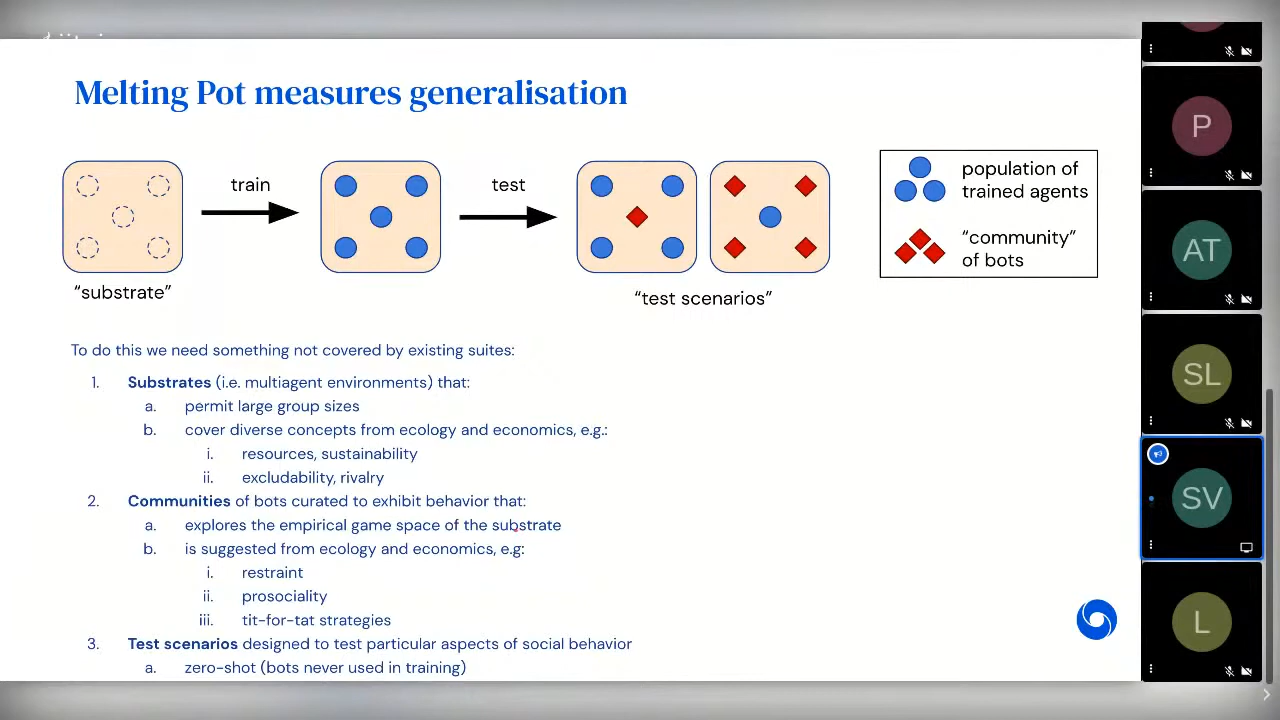 Melting Pot measures generalisation
train
test
population of
trained agents
"community"
of bots
"substrate"
"test scenarios"
To do this we need something not covered by existing suites:
1. Substrates (i.e. multiagent environments) that:
a. permit large group sizes
b. cover diverse concepts from ecology and economics, e.g.:
i. resources, sustainability
ii. excludability, rivalry
2. Communities of bots curated to exhibit behavior that:
a. explores the empirical game space of the substrate
b. is suggested from ecology and economics, e.g:
i. restraint
ii. prosociality
iii. tit-for-tat strategies
3. Test scenarios designed to test particular aspects of social behavior
a. zero-shot (bots never used in training)
P
AT
SL
SV
L